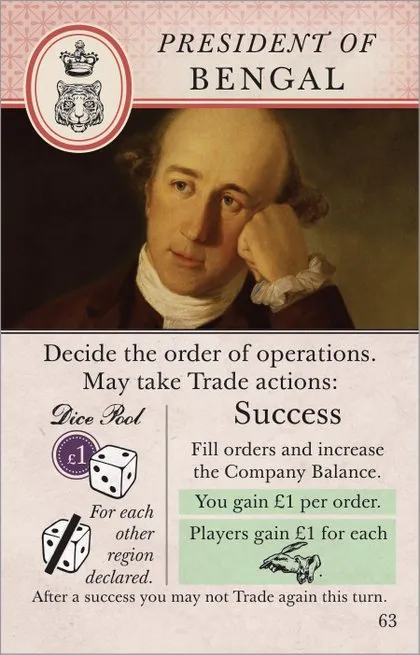 PRESIDENT OF
BENGAL
Decide the order of operations.
May take Trade actions:
Dice Pool
£1
For each
other
region
declared.
Success
Fill orders and increase
the Company Balance.
You gain £1 per order.
Players gain £1 for each
.
After a success you may not Trade again this turn.
63